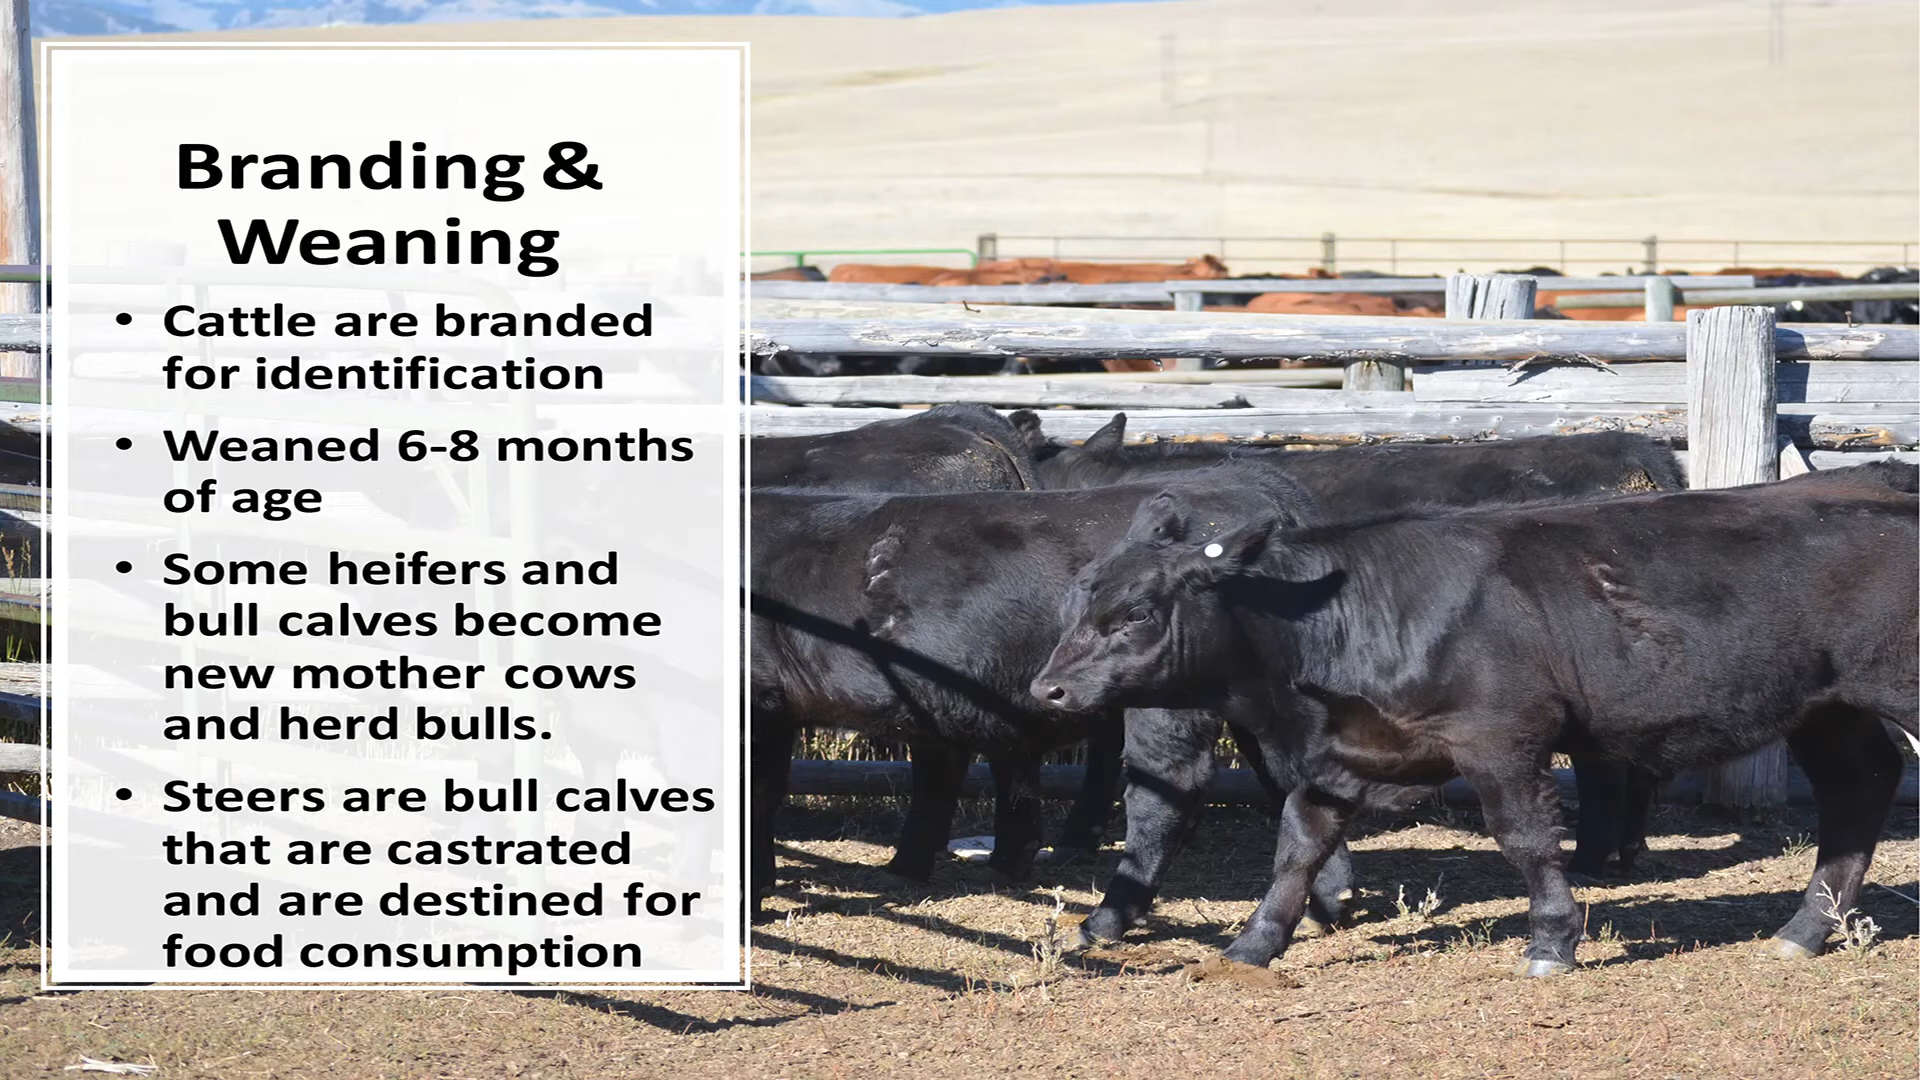 Branding &
Weaning
• Cattle are branded
for identification
• Weaned 6-8 months
of age
• Some heifers and
bull calves become
new mother cows
and herd bulls.
• Steers are bull calves
that are castrated
and are destined for
food consumption